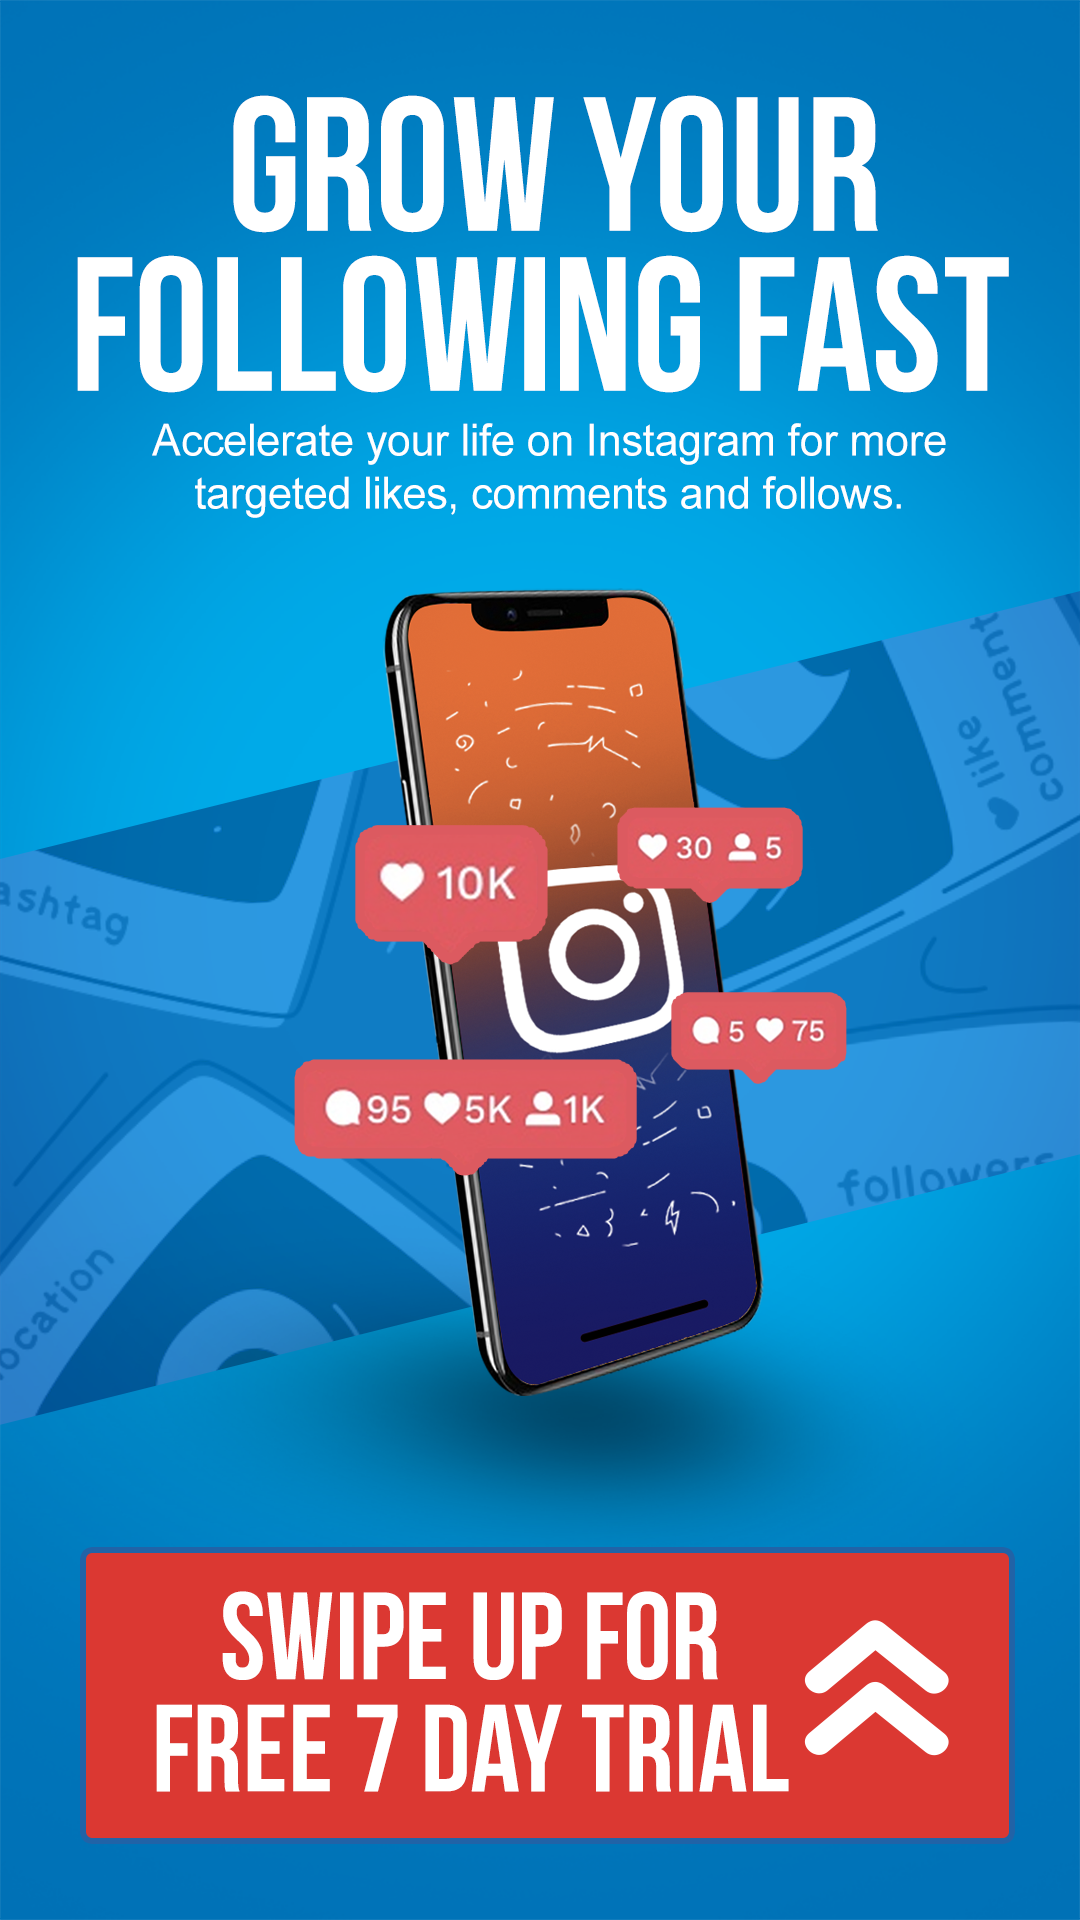 GROW YOUR
FOLLOWING FAST
Accelerate your life on Instagram for more
targeted likes, comments and follows.
like
comment
10K
30 5
ashtag
5 75
95 5K 1K
followers
ocation
SWIPE UP FOR
FREE 7 DAY TRIAL